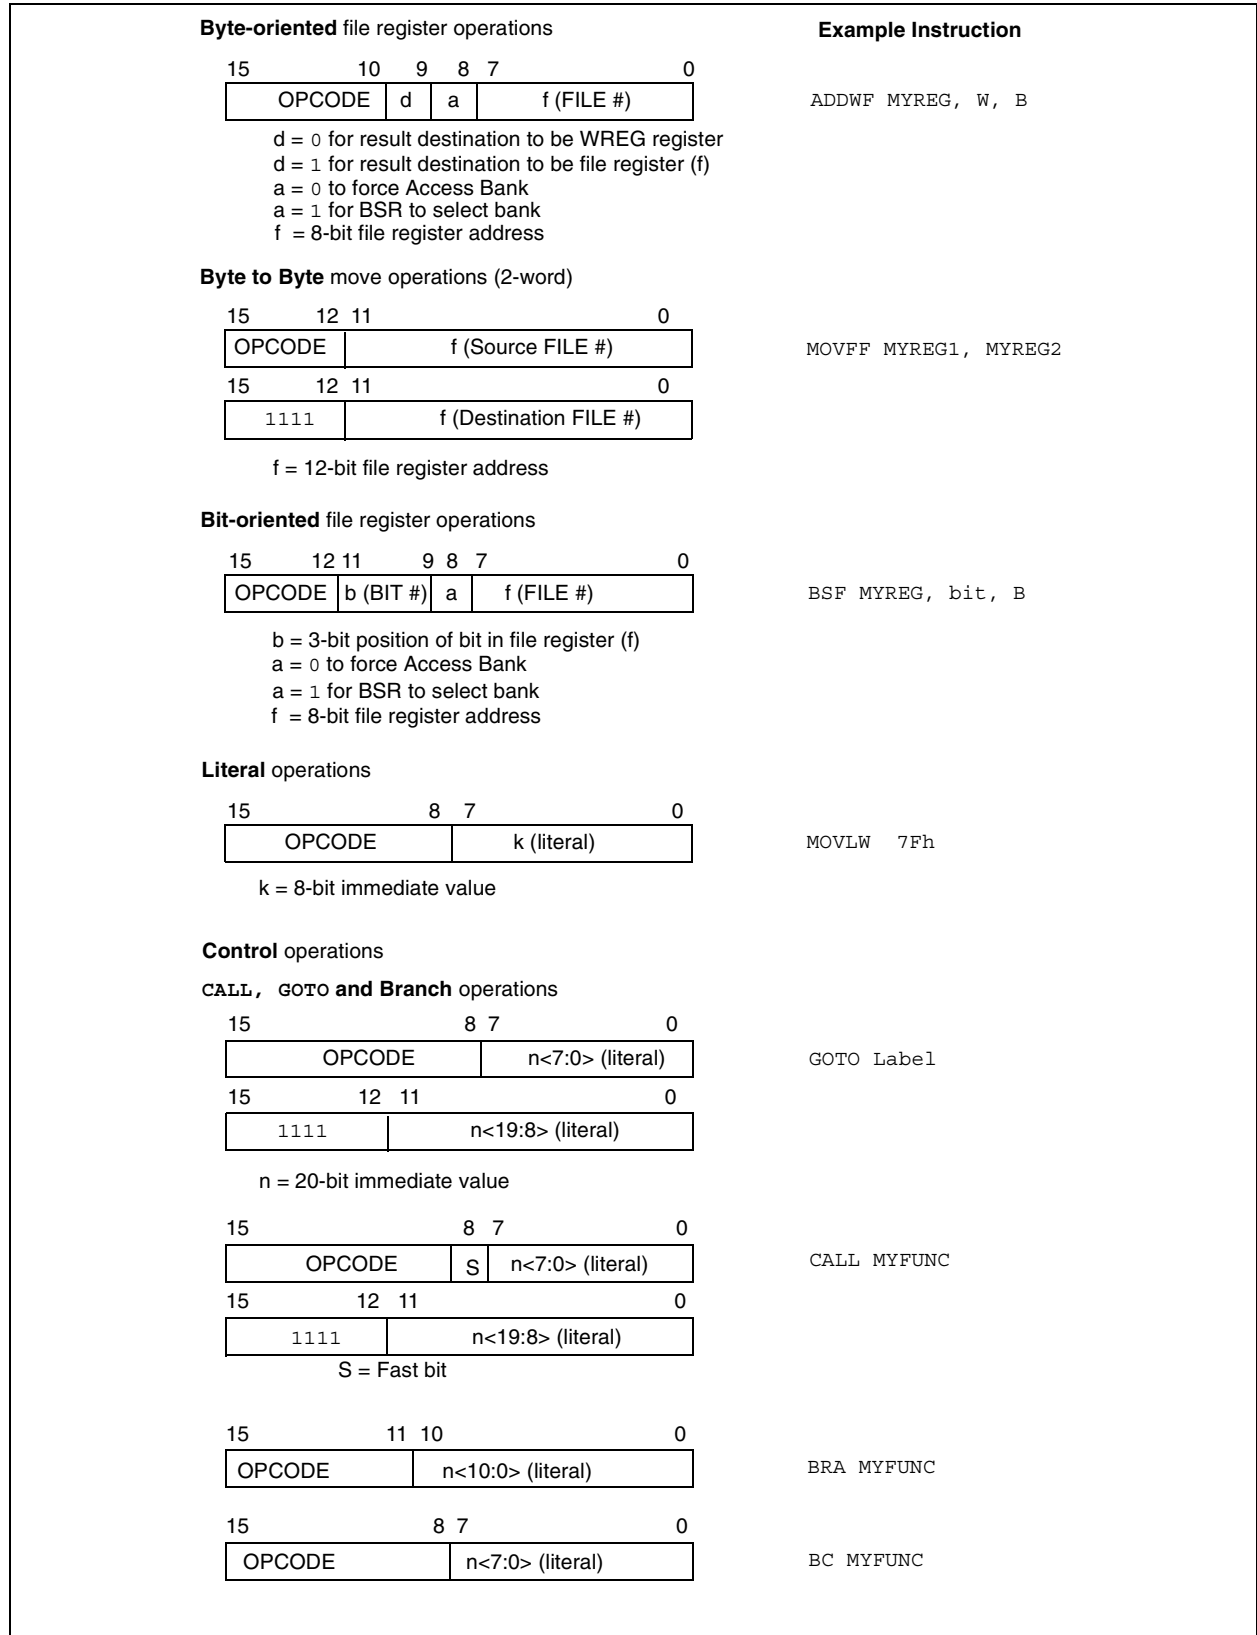 Byte-oriented file register operations Example Instruction
15 10 9 8 7 0
OPCODE d a f (FILE #) ADDWF MYREG, W, B
d = 0 for result destination to be WREG register
d = 1 for result destination to be file register (f)
a = 0 to force Access Bank
a = 1 for BSR to select bank
f = 8-bit file register address
Byte to Byte move operations (2-word)
15 12 11 0
OPCODE f (Source FILE #) MOVFF MYREG1, MYREG2
15 12 11 0
1111 f (Destination FILE #)
f = 12-bit file register address
Bit-oriented file register operations
15 12 11 9 8 7 0
OPCODE b (BIT #) a f (FILE #) BSF MYREG, bit, B
b = 3-bit position of bit in file register (f)
a = 0 to force Access Bank
a = 1 for BSR to select bank
f = 8-bit file register address
Literal operations
15 8 7 0
OPCODE k (literal) MOVLW 7Fh
k = 8-bit immediate value
Control operations
CALL, GOTO and Branch operations
15 8 7 0
OPCODE n<7:0> (literal) GOTO Label
15 12 11 0
1111 n<19:8> (literal)
n = 20-bit immediate value
15 8 7 0
OPCODE S n<7:0> (literal) CALL MYFUNC
15 12 11 0
1111 n<19:8> (literal)
S = Fast bit
15 11 10 0
OPCODE n<10:0> (literal) BRA MYFUNC
15 8 7 0
OPCODE n<7:0> (literal) BC MYFUNC